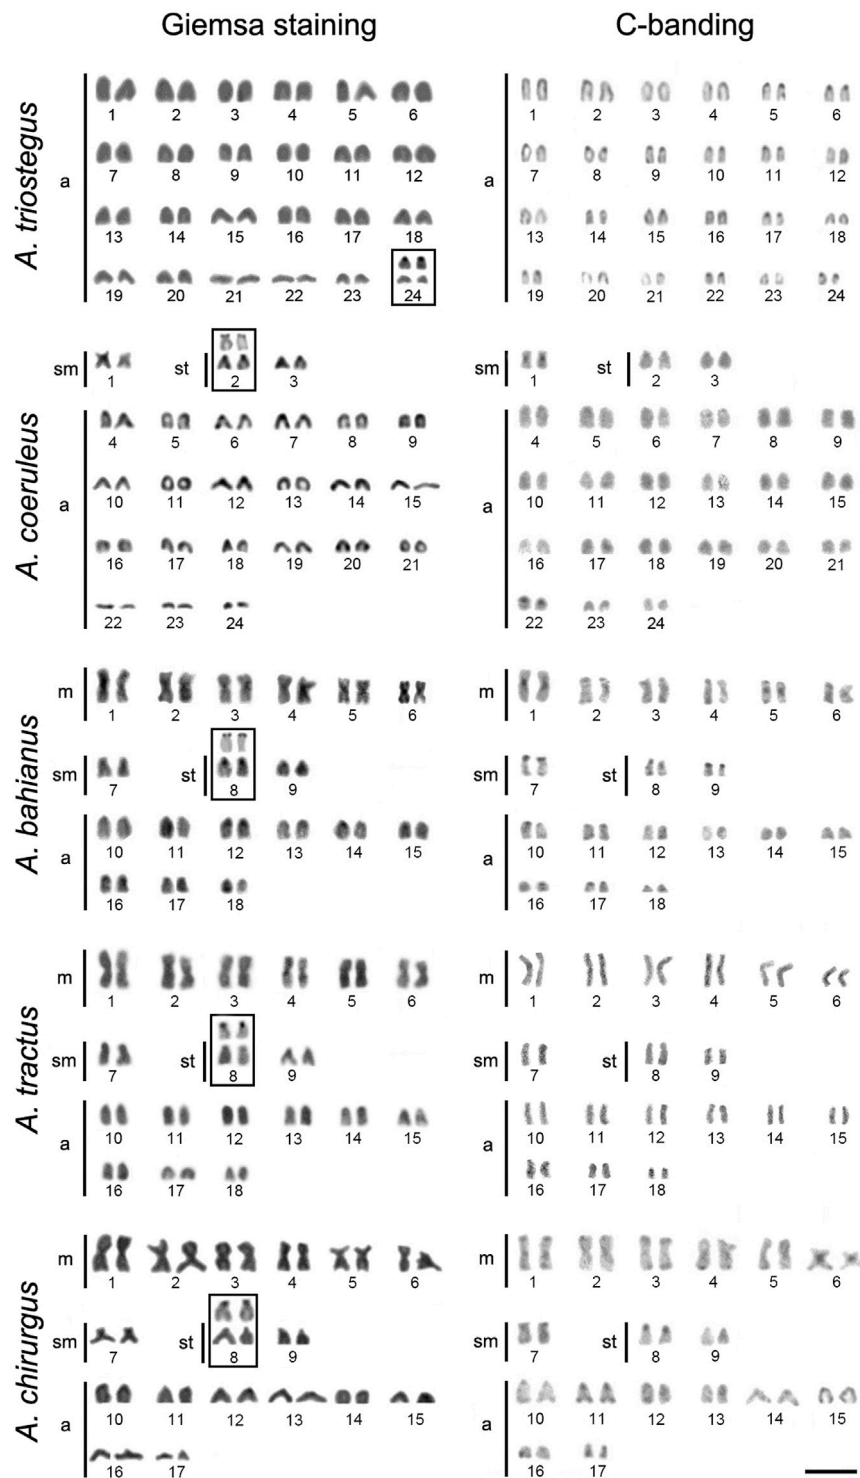 Giemsa staining C-banding
A. triostegus
1 2 3 4 5 6 1 2 3 4 5 6
a 7 8 9 10 11 12 a 7 8 9 10 11 12
13 14 15 16 17 18 13 14 15 16 17 18
19 20 21 22 23 24 19 20 21 22 23 24
A. coeruleus
sm 1 st 2 3 sm 1 st 2 3
4 5 6 7 8 9 4 5 6 7 8 9
a 10 11 12 13 14 15 a 10 11 12 13 14 15
16 17 18 19 20 21 16 17 18 19 20 21
22 23 24 22 23 24
A. bahianus
m 1 2 3 4 5 6 m 1 2 3 4 5 6
sm 7 st 8 9 sm 7 st 8 9
a 10 11 12 13 14 15 a 10 11 12 13 14 15
16 17 18 16 17 18
A. tractus
m 1 2 3 4 5 6 m 1 2 3 4 5 6
sm 7 st 8 9 sm 7 st 8 9
a 10 11 12 13 14 15 a 10 11 12 13 14 15
16 17 18 16 17 18
A. chirurgus
m 1 2 3 4 5 6 m 1 2 3 4 5 6
sm 7 st 8 9 sm 7 st 8 9
a 10 11 12 13 14 15 a 10 11 12 13 14 15
16 17 16 17